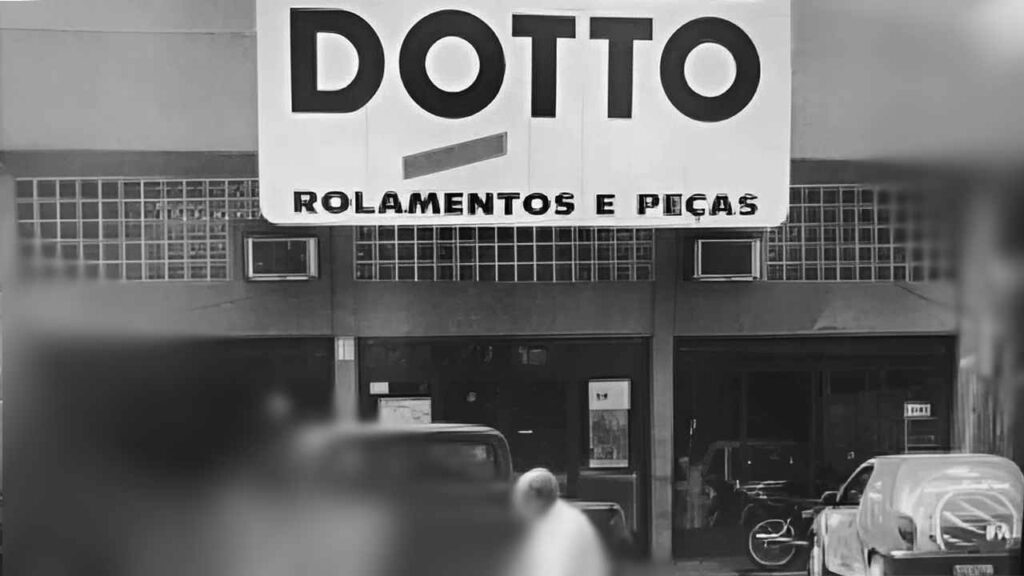 DOTTO
ROLAMENTOS E PEÇAS